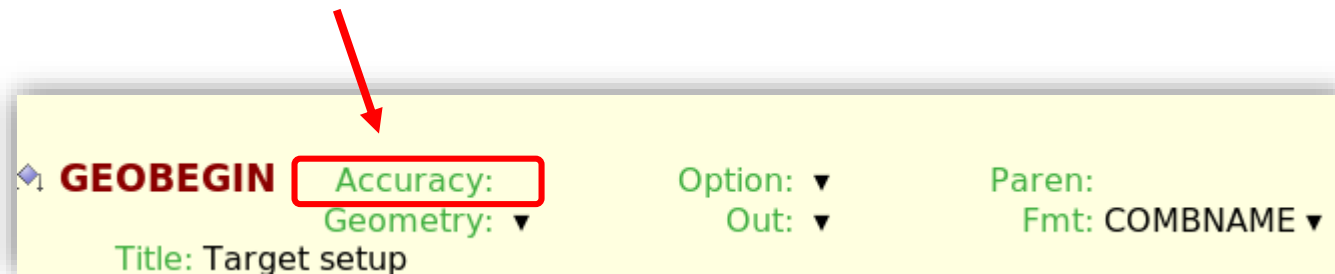 GEOBEGIN Accuracy: Option: ▼ Paren:
Geometry: ▼ Out: ▼ Fmt: COMBNAME ▼
Title: Target setup